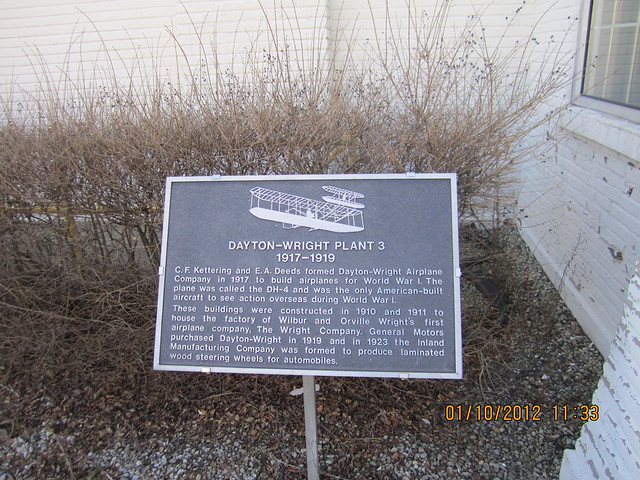 DAYTON-WRIGHT PLANT 3
1917-1919
C. F. Kettering and E. A. Deeds formed Dayton-Wright Airplane
Company in 1917 to build airplanes for World War I. The
plane was called the DH-4 and was the only American-built
aircraft to see action overseas during World War I.
These buildings were constructed in 1910 and 1911 to
house the factory of Wilbur and Orville Wright's first
airplane company, The Wright Company. General Motors
purchased Dayton-Wright in 1919 and in 1923 the Inland
Manufacturing Company was formed to produce laminated
wood steering wheels for automobiles.
01/10/2012 11:33